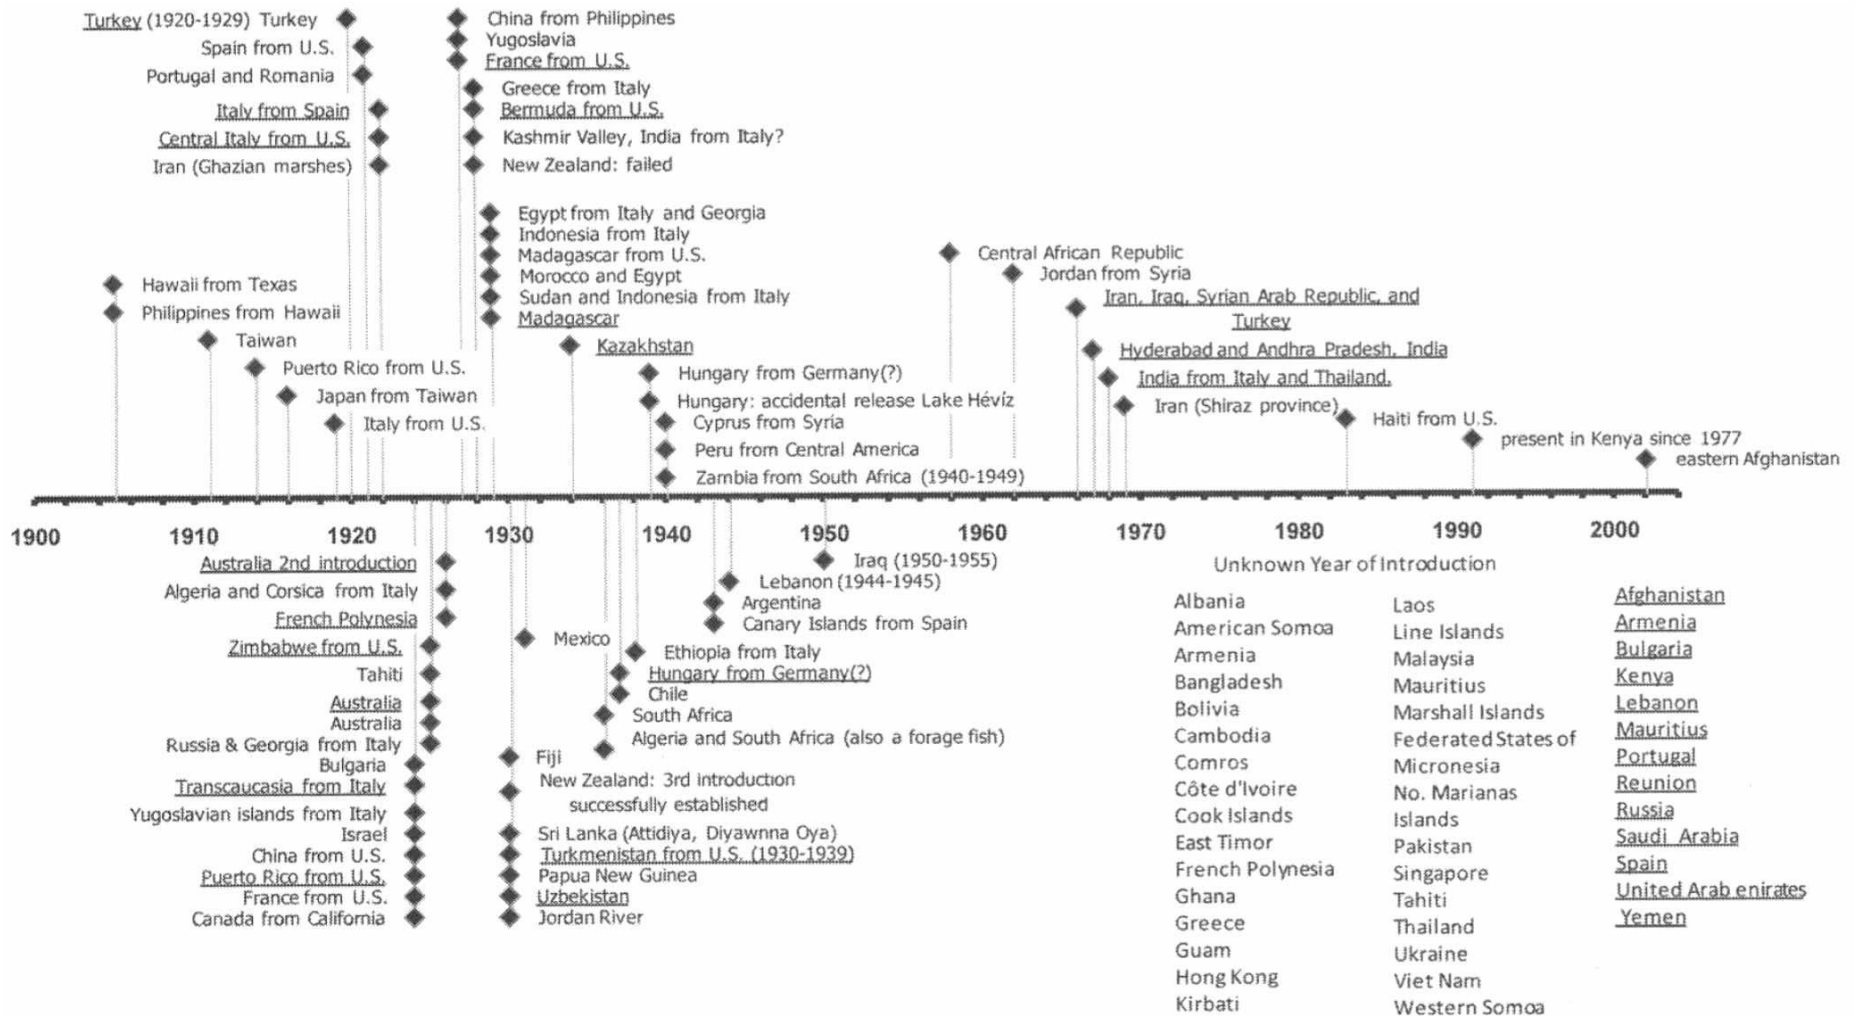 Turkey (1920-1929) Turkey
Spain from U.S.
Portugal and Romania
Italy from Spain
Central Italy from U.S.
Iran (Ghazian marshes)
China from Philippines
Yugoslavia
France from U.S.
Greece from Italy
Bermuda from U.S.
Kashmir Valley, India from Italy?
New Zealand: failed
Egypt from Italy and Georgia
Indonesia from Italy
Madagascar from U.S.
Morocco and Egypt
Sudan and Indonesia from Italy
Madagascar
Hawaii from Texas
Philippines from Hawaii
Taiwan
Puerto Rico from U.S.
Japan from Taiwan
Italy from U.S.
Kazakhstan
Hungary from Germany(?)
Hungary: accidental release Lake Hévíz
Cyprus from Syria
Peru from Central America
Zambia from South Africa (1940-1949)
Central African Republic
Jordan from Syria
Iran, Iraq, Syrian Arab Republic, and
Turkey
Hyderabad and Andhra Pradesh, India
India from Italy and Thailand,
Iran (Shiraz province)
Haiti from U.S.
present in Kenya since 1977
eastern Afghanistan
1900 1910 1920 1930 1940 1950 1960 1970 1980 1990 2000
Australia 2nd introduction
Algeria and Corsica from Italy
French Polynesia
Zimbabwe from U.S.
Tahiti
Australia
Australia
Russia & Georgia from Italy
Bulgaria
Transcaucasia from Italy
Yugoslavian islands from Italy
Israel
China from U.S.
Puerto Rico from U.S.
France from U.S.
Canada from California
Iraq (1950-1955)
Lebanon (1944-1945)
Argentina
Canary Islands from Spain
Mexico
Ethiopia from Italy
Hungary from Germany(?)
Chile
South Africa
Algeria and South Africa (also a forage fish)
Fiji
New Zealand: 3rd introduction
successfully established
Sri Lanka (Attidiya, Diyawnna Oya)
Turkmenistan from U.S. (1930-1939)
Papua New Guinea
Uzbekistan
Jordan River
Unknown Year of Introduction
Albania
American Somoa
Armenia
Bangladesh
Bolivia
Cambodia
Comros
Côte d'Ivoire
Cook Islands
East Timor
French Polynesia
Ghana
Greece
Guam
Hong Kong
Kirbati
Laos
Line Islands
Malaysia
Mauritius
Marshall Islands
Federated States of
Micronesia
No. Marianas
Islands
Pakistan
Singapore
Tahiti
Thailand
Ukraine
Viet Nam
Western Somoa
Afghanistan
Armenia
Bulgaria
Kenya
Lebanon
Mauritius
Portugal
Reunion
Russia
Saudi Arabia
Spain
United Arab enirates
Yemen